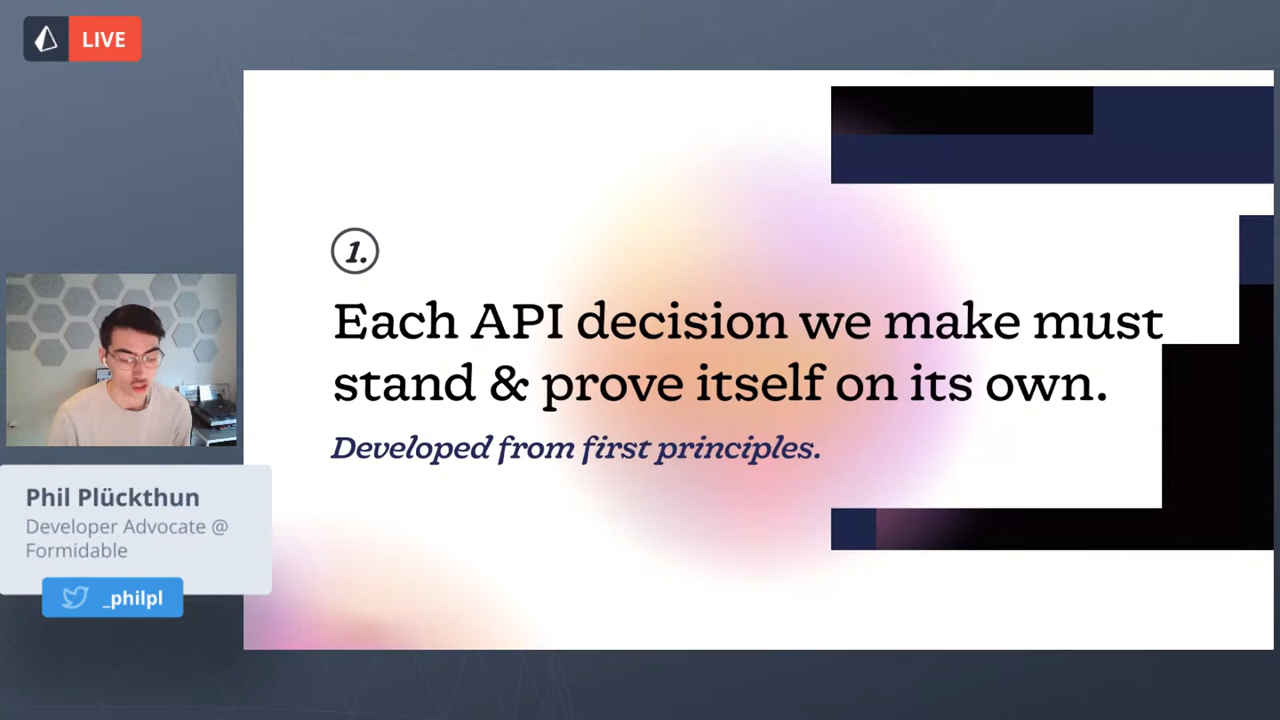 LIVE
1.
Each API decision we make must
stand & prove itself on its own.
Developed from first principles.
Phil Plückthun
Developer Advocate @
Formidable
_philpl